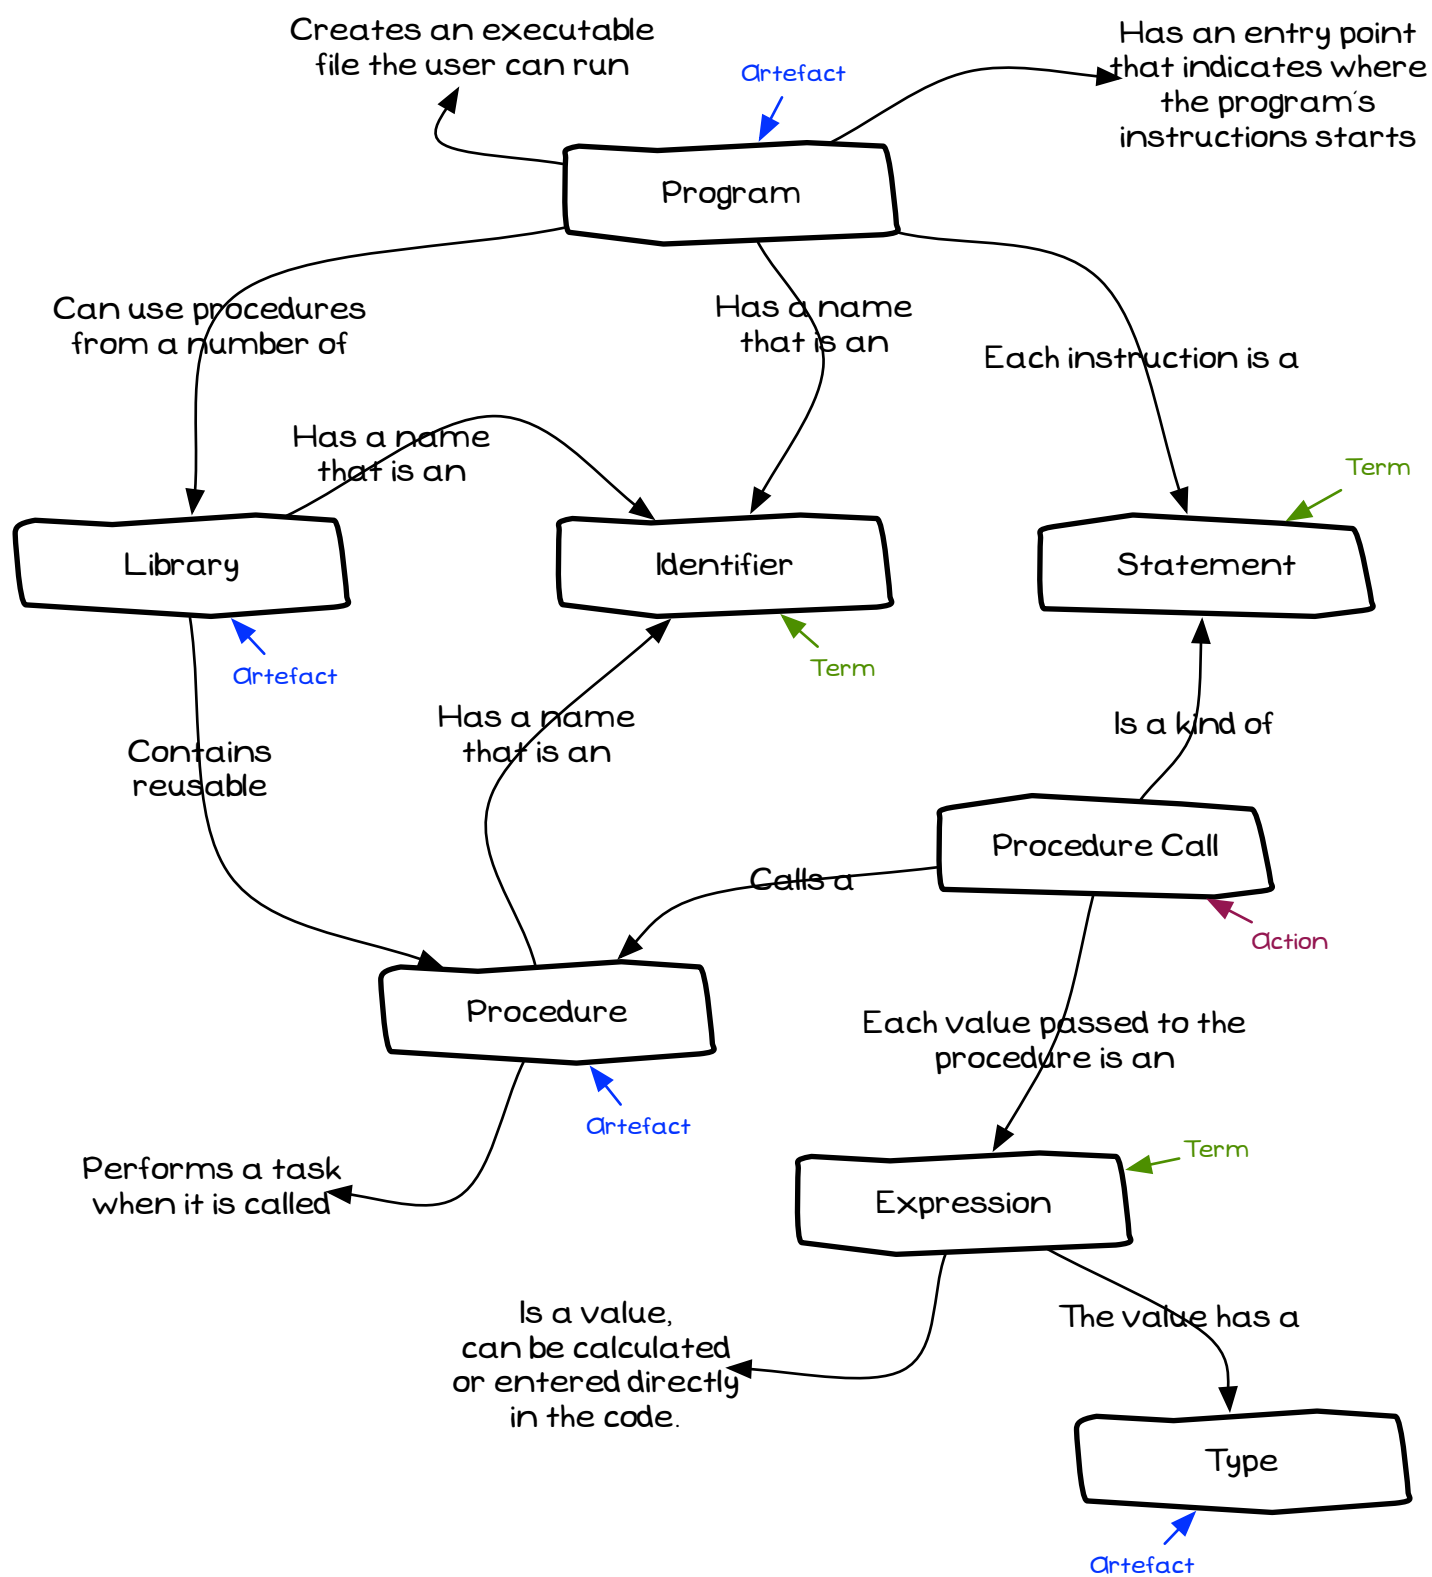 Creates an executable
file the user can run
Artefact
Has an entry point
that indicates where
the program's
instructions starts
Program
Can use procedures
from a number of
Has a name
that is an
Each instruction is a
Has a name
that is an
Term
Library
Identifier
Statement
Artefact
Term
Has a name
that is an
Is a kind of
Contains
reusable
Procedure Call
Calls a
Action
Procedure
Each value passed to the
procedure is an
Artefact
Term
Performs a task
when it is called
Expression
Is a value,
can be calculated
or entered directly
in the code.
The value has a
Type
Artefact